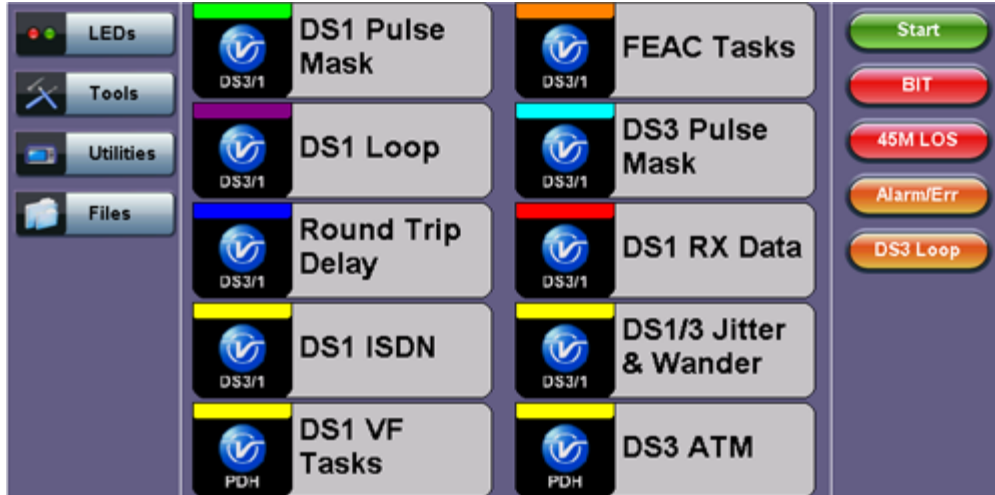 LEDs
Tools
Utilities
Files
DS3/1
DS1 Pulse
Mask
DS3/1
FEAC Tasks
DS3/1
DS1 Loop
DS3/1
DS3 Pulse
Mask
DS3/1
Round Trip
Delay
DS3/1
DS1 RX Data
DS3/1
DS1 ISDN
DS3/1
DS1/3 Jitter
& Wander
PDH
DS1 VF
Tasks
PDH
DS3 ATM
Start
BIT
45M LOS
Alarm/Err
DS3 Loop